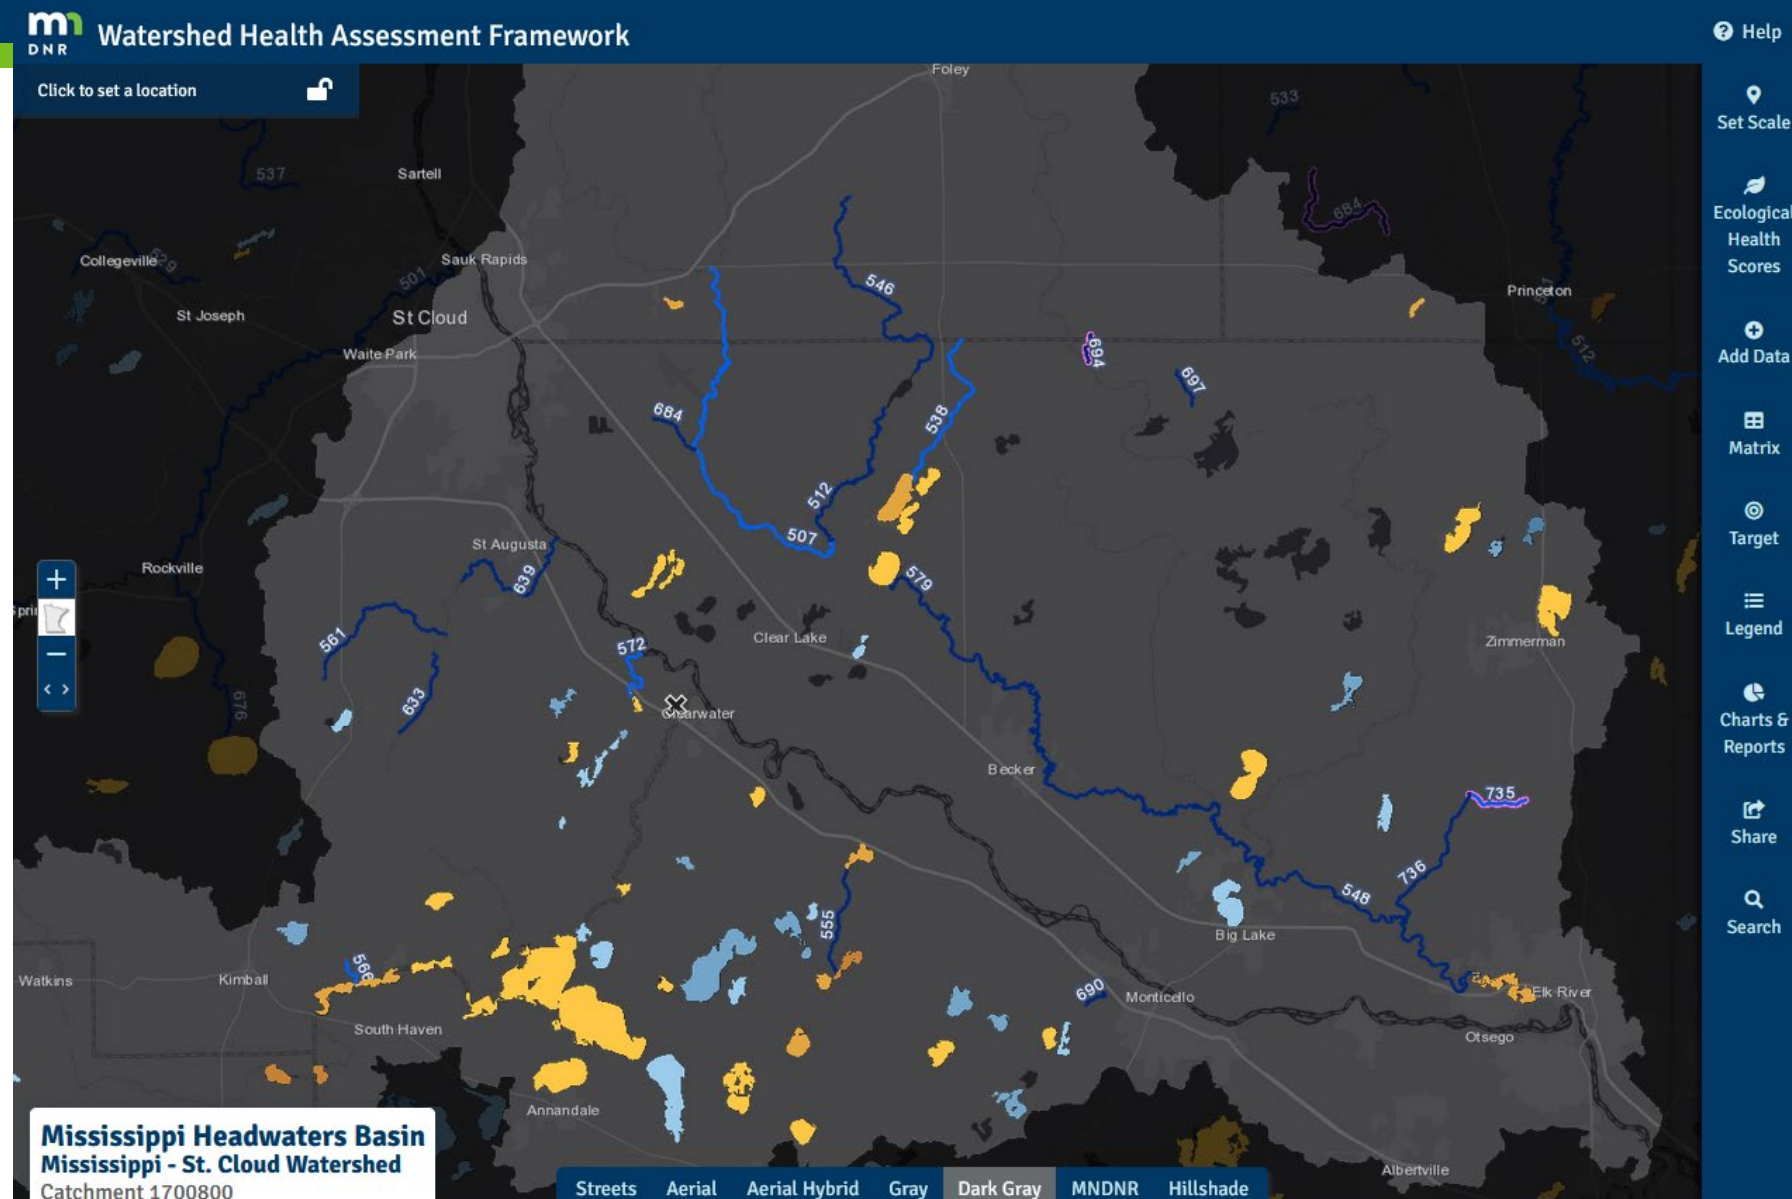 mn
DNR
Watershed Health Assessment Framework
Help
Click to set a location
Set Scale
Ecological
Health
Scores
Add Data
Matrix
Target
Legend
Charts &
Reports
Share
Search
Foley
533
537
Sartell
684
Collegeville
529
501
Sauk Rapids
St Joseph
St Cloud
Waite Park
546
Princeton
512
694
697
684
538
512
507
St Augusta
Rockville
639
579
561
572
Clear Lake
Zimmerman
633
676
Clearwater
Becker
735
736
548
555
Big Lake
566
Watkins
Kimball
690
Monticello
Elk River
South Haven
Otsego
Annandale
Albertville
Mississippi Headwaters Basin
Mississippi - St. Cloud Watershed
Catchment 1700800
Streets Aerial Aerial Hybrid Gray Dark Gray MNDNR Hillshade